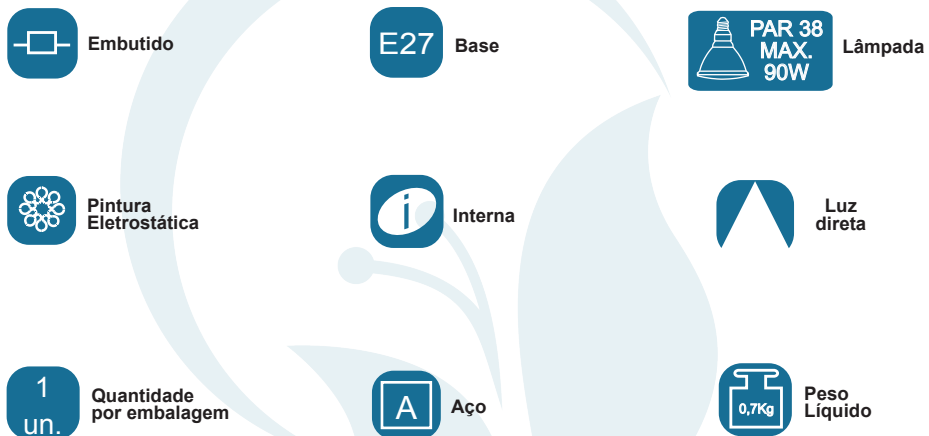 Embutido
E27
Base
PAR 38
MAX.
90W
Lâmpada
Pintura
Eletrostática
i
Interna
Luz
direta
1
un.
Quantidade
por embalagem
A
Aço
0,7Kg
Peso
Líquido